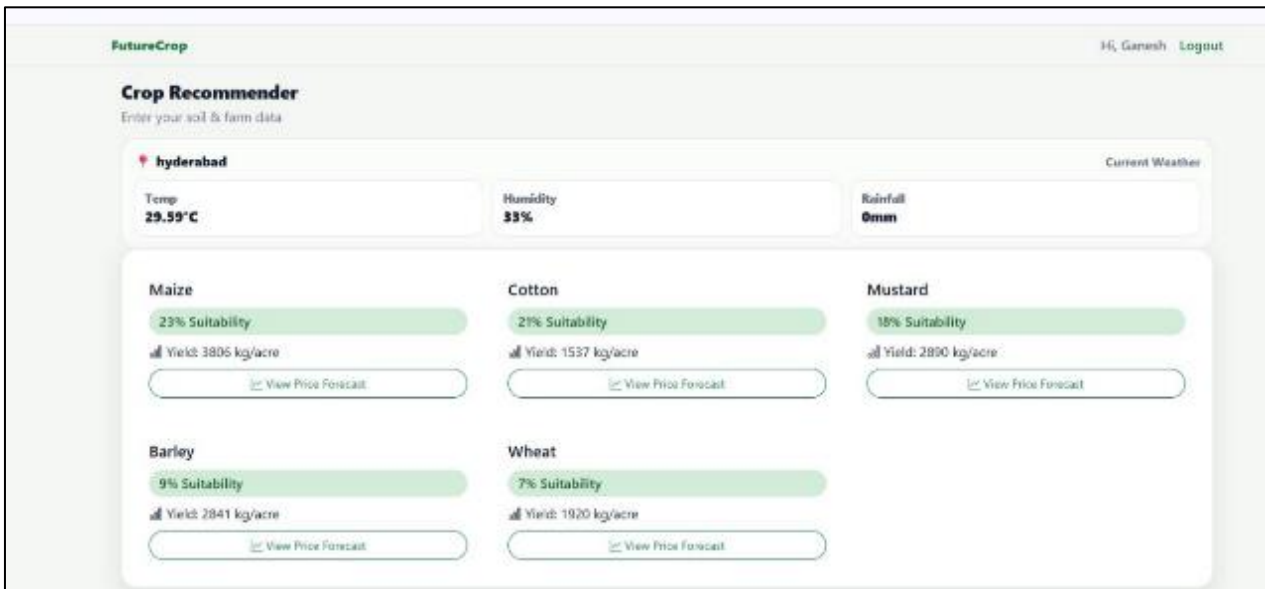 FutureCrop
Hi, Ganesh Logout
Crop Recommender
Enter your soil & farm data
hyderabad
Current Weather
Temp
29.59°C
Humidity
33%
Rainfall
0mm
Maize
23% Suitability
Yield: 3806 kg/acre
View Price Forecast
Cotton
21% Suitability
Yield: 1537 kg/acre
View Price Forecast
Mustard
18% Suitability
Yield: 2890 kg/acre
View Price Forecast
Barley
9% Suitability
Yield: 2841 kg/acre
View Price Forecast
Wheat
7% Suitability
Yield: 1920 kg/acre
View Price Forecast